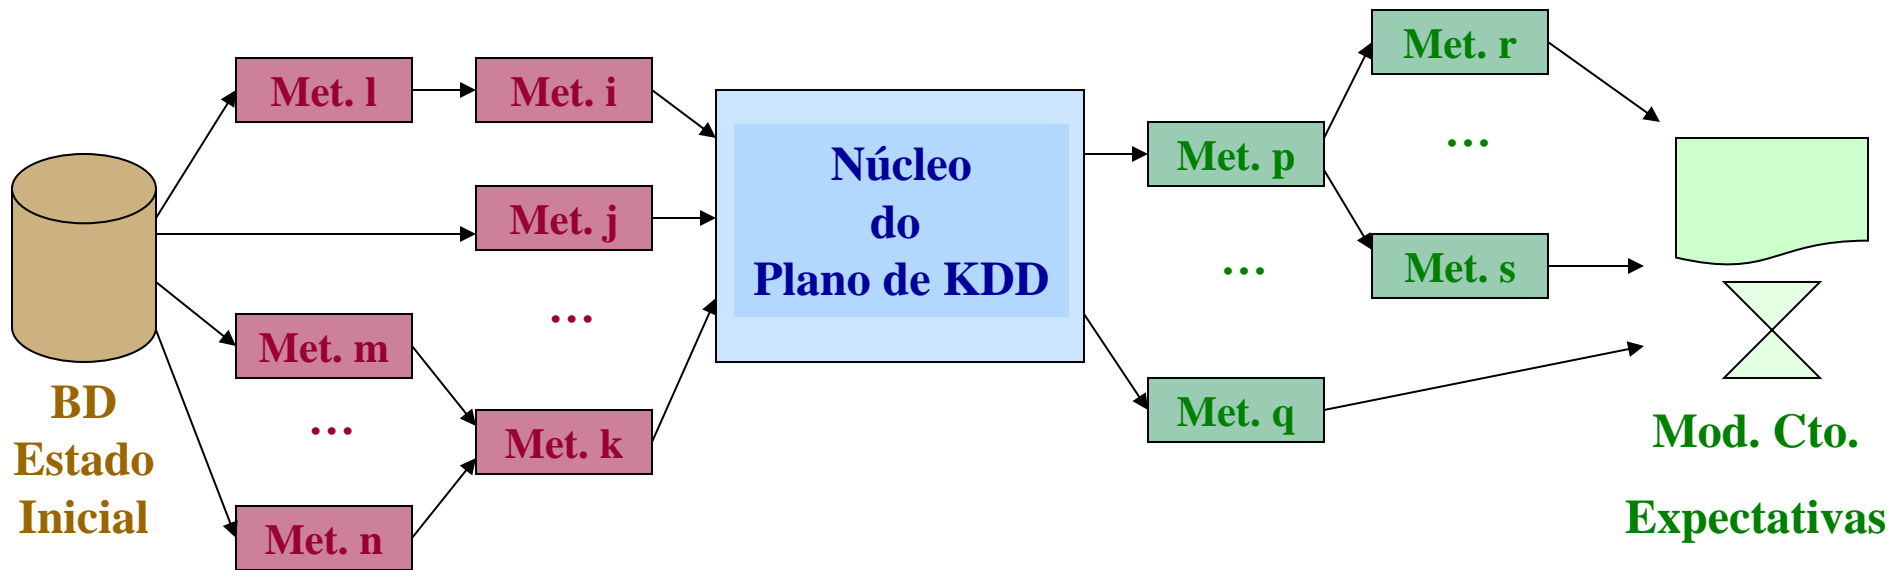 Met. l
Met. i
Met. j
Met. m
...
Met. n
...
Met. k
BD
Estado
Inicial
Núcleo
do
Plano de KDD
Met. p
...
Met. q
Met. r
...
Met. s
Mod. Cto.
Expectativas